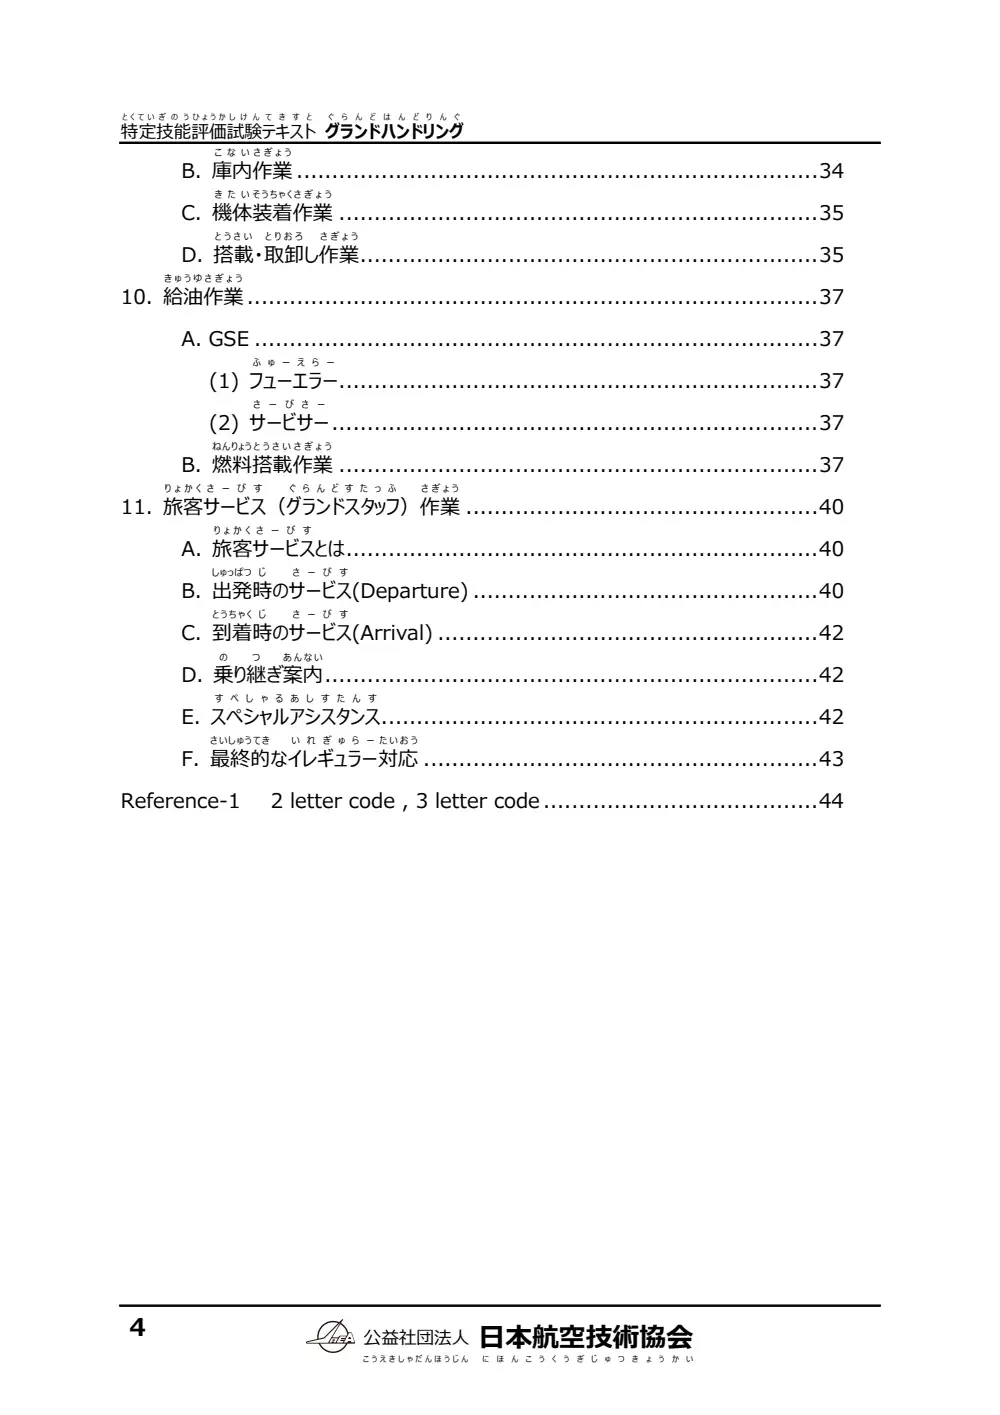 とくていぎのうひょうかしけんてきすと ぐらんどはんどりんぐ
特定技能評価試験テキスト グランドハンドリング
こないさぎょう
B. 庫内作業..........34
きたいそうちゃくさぎょう
C. 機体装着作業..........35
とうさい とりおろ さぎょう
D. 搭載・取卸し作業..........35
きゅうゆさぎょう
10. 給油作業..........37
A. GSE..........37
ふゅーえらー
(1) フューエラー..........37
さーびさー
(2) サービサー..........37
ねんりょうとうさいさぎょう
B. 燃料搭載作業..........37
りょかくさーびす ぐらんどすたっふ さぎょう
11. 旅客サービス（グランドスタッフ）作業..........40
りょかくさーびす
A. 旅客サービスとは..........40
しゅっぱつじ さーびす
B. 出発時のサービス(Departure)..........40
とうちゃくじ さーびす
C. 到着時のサービス(Arrival)..........42
の つ あんない
D. 乗り継ぎ案内..........42
すぺしゃるあしすたんす
E. スペシャルアシスタンス..........42
さいしゅうてき いれぎゅらーたいおう
F. 最終的なイレギュラー対応..........43
Reference-1 2 letter code , 3 letter code..........44
4
公益社団法人 日本航空技術協会
こうえきしゃだんほうじん にほんこうくうぎじゅつきょうかい